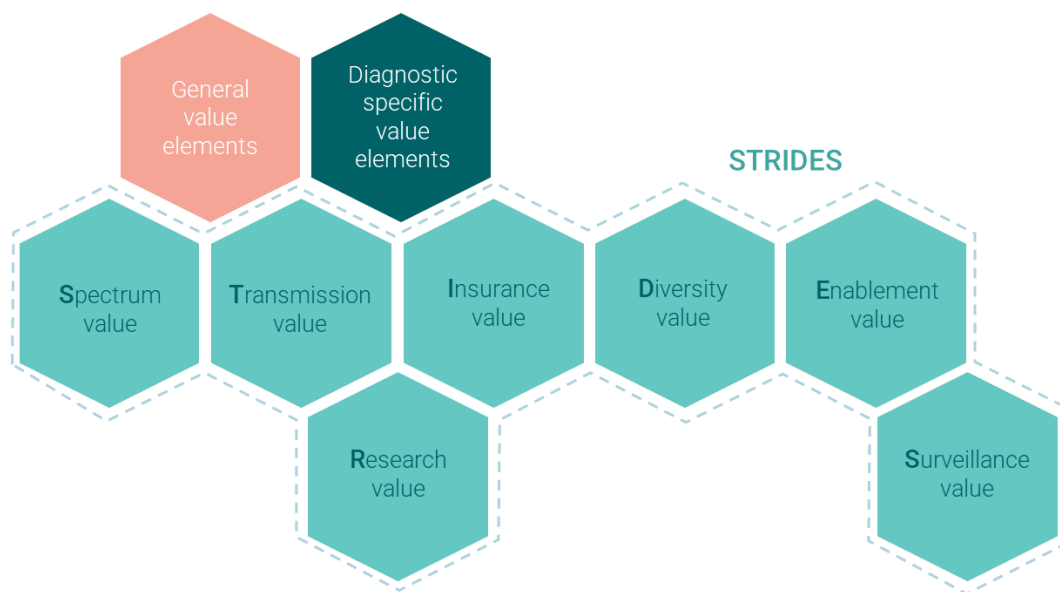 General
value
elements
Diagnostic
specific
value
elements
STRIDES
Spectrum
value
Transmission
value
Insurance
value
Diversity
value
Enablement
value
Research
value
Surveillance
value